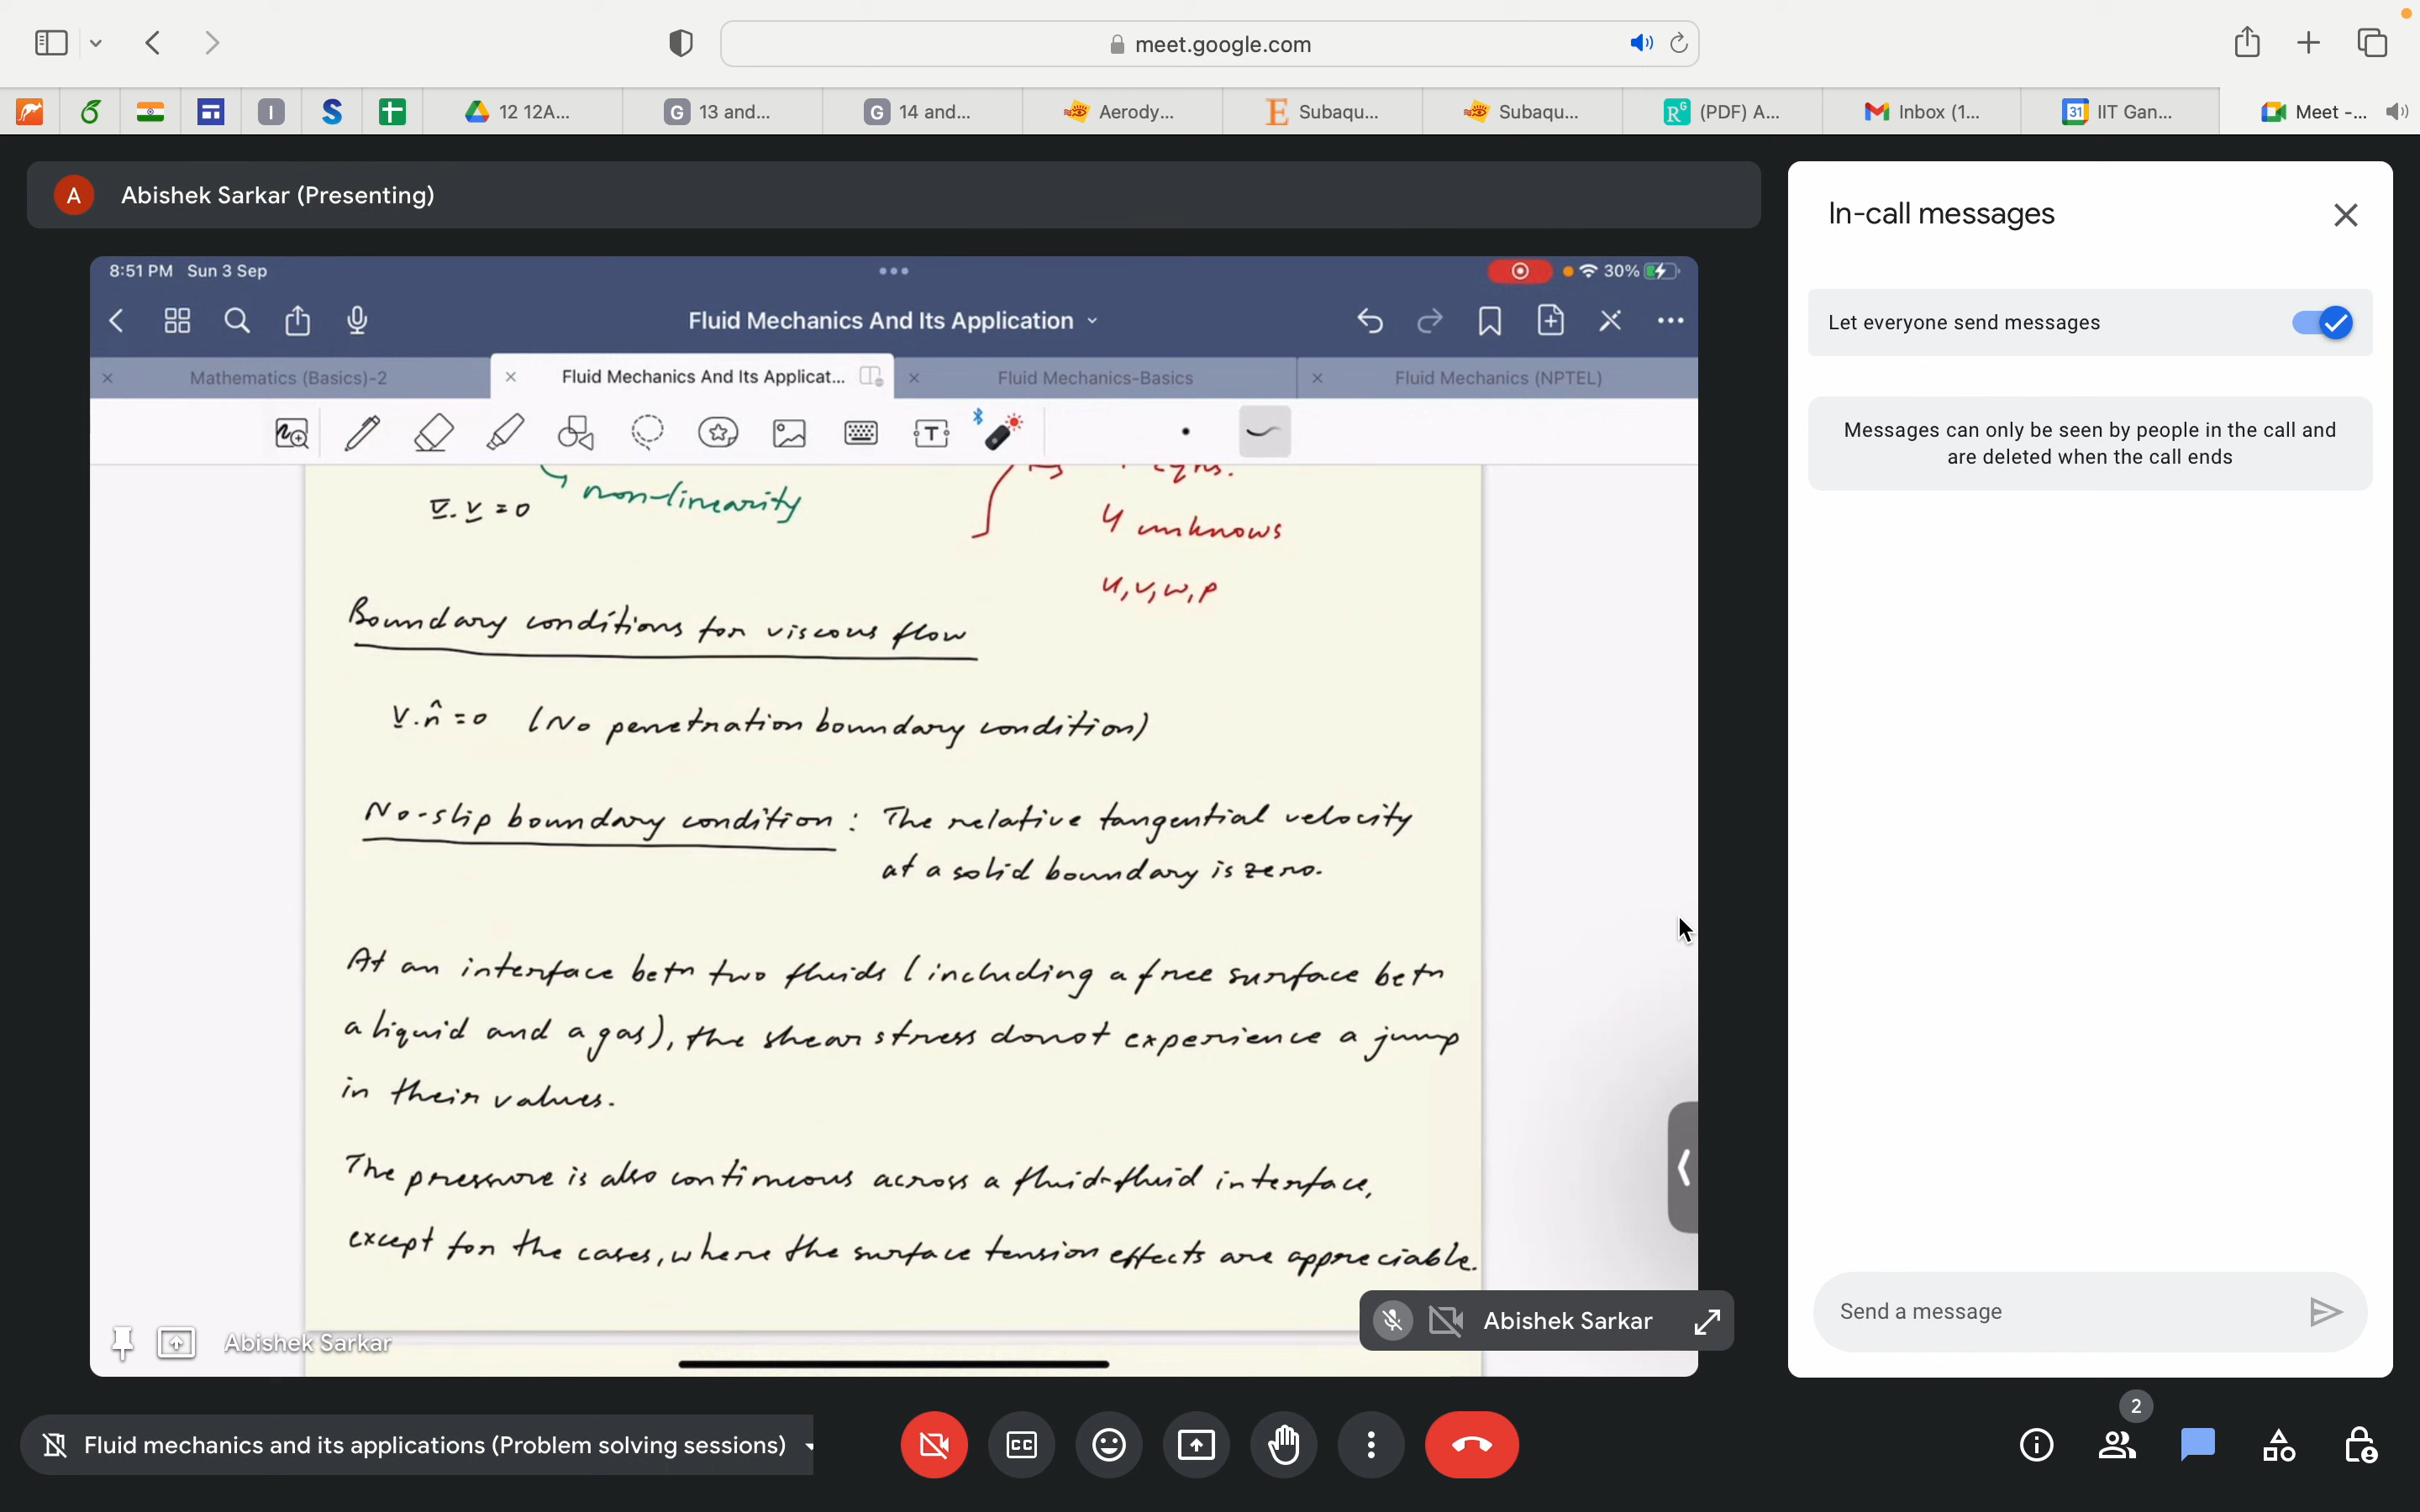 meet.google.com
12 12A...
G 13 and...
G 14 and...
Aerody...
E Subaqu...
Subaqu...
R G (PDF) A...
Inbox (1...
31 IIT Gan...
Meet -...
A Abishek Sarkar (Presenting)
8:51 PM Sun 3 Sep
30%
Fluid Mechanics And Its Application
Mathematics (Basics)-2
Fluid Mechanics And Its Applicat...
Fluid Mechanics-Basics
Fluid Mechanics (NPTEL)
∇.v = 0
non-linearity
eqns.
4 unknows
u, v, w, p
Boundary conditions for viscous flow
v.n̂ = 0 (No penetration boundary condition)
No-slip boundary condition : The relative tangential velocity
at a solid boundary is zero.
At an interface betn two fluids (including a free surface betn
a liquid and a gas), the shear stress donot experience a jump
in their values.
The pressure is also continuous across a fluid-fluid interface,
except for the cases, where the surface tension effects are appreciable.
Abishek Sarkar
Abishek Sarkar
In-call messages
Let everyone send messages
Messages can only be seen by people in the call and
are deleted when the call ends
Send a message
Fluid mechanics and its applications (Problem solving sessions)
CC
2